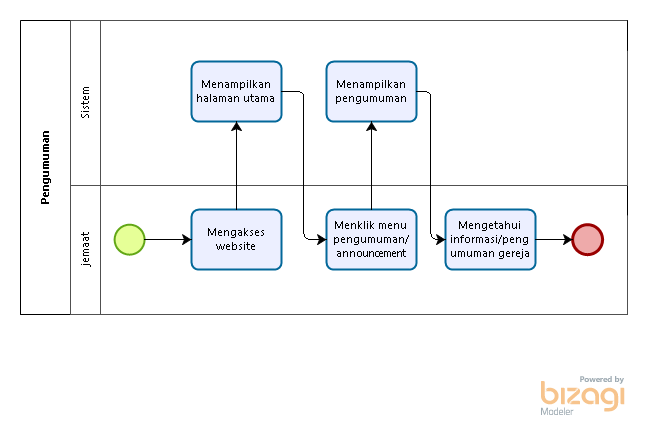 Pengumuman
Sistem
Menampilkan
halaman utama
Menampilkan
pengumuman
jemaat
Mengakses
website
Menklik menu
pengumuman/
announcement
Mengetahui
informasi/peng
umuman gereja
Powered by
bizagi
Modeler